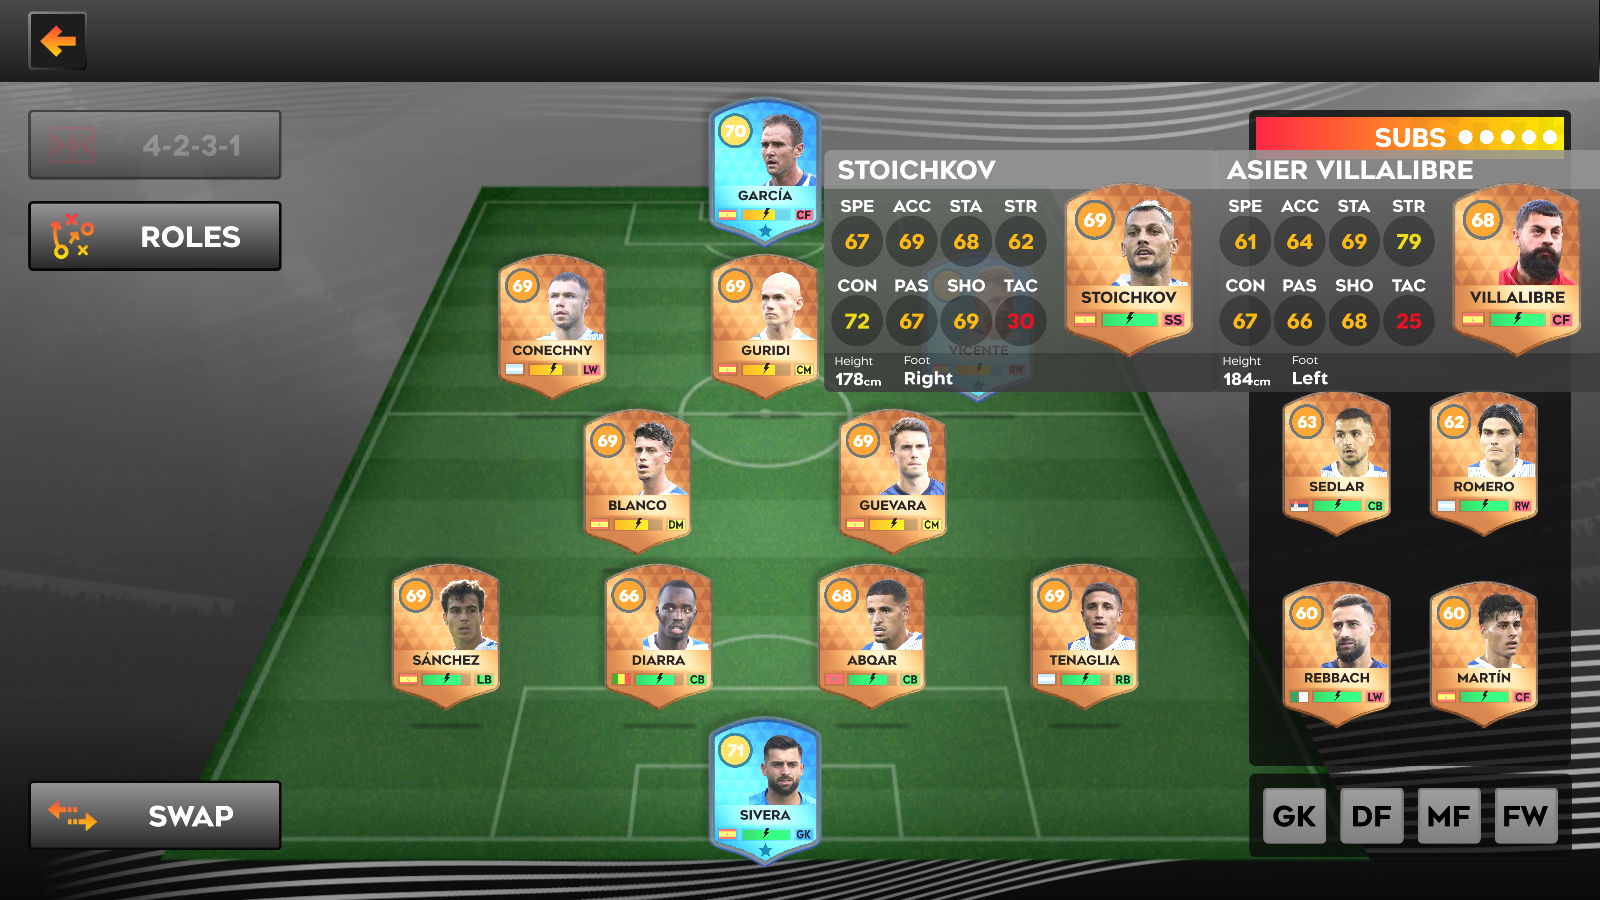 4-2-3-1
ROLES
SWAP
SUBS
70
GARCÍA
CF
69
CONECHNY
LW
69
GURIDI
CM
VICENTE
RW
69
BLANCO
DM
69
GUEVARA
CM
69
SÁNCHEZ
LB
66
DIARRA
CB
68
ABQAR
CB
69
TENAGLIA
RB
71
SIVERA
GK
STOICHKOV
SPE ACC STA STR
67 69 68 62
CON PAS SHO TAC
72 67 69 30
Height Foot
178cm Right
69
STOICHKOV
SS
ASIER VILLALIBRE
SPE ACC STA STR
61 64 69 79
CON PAS SHO TAC
67 66 68 25
Height Foot
184cm Left
68
VILLALIBRE
CF
63
SEDLAR
CB
62
ROMERO
RW
60
REBBACH
LW
60
MARTÍN
CF
GK DF MF FW